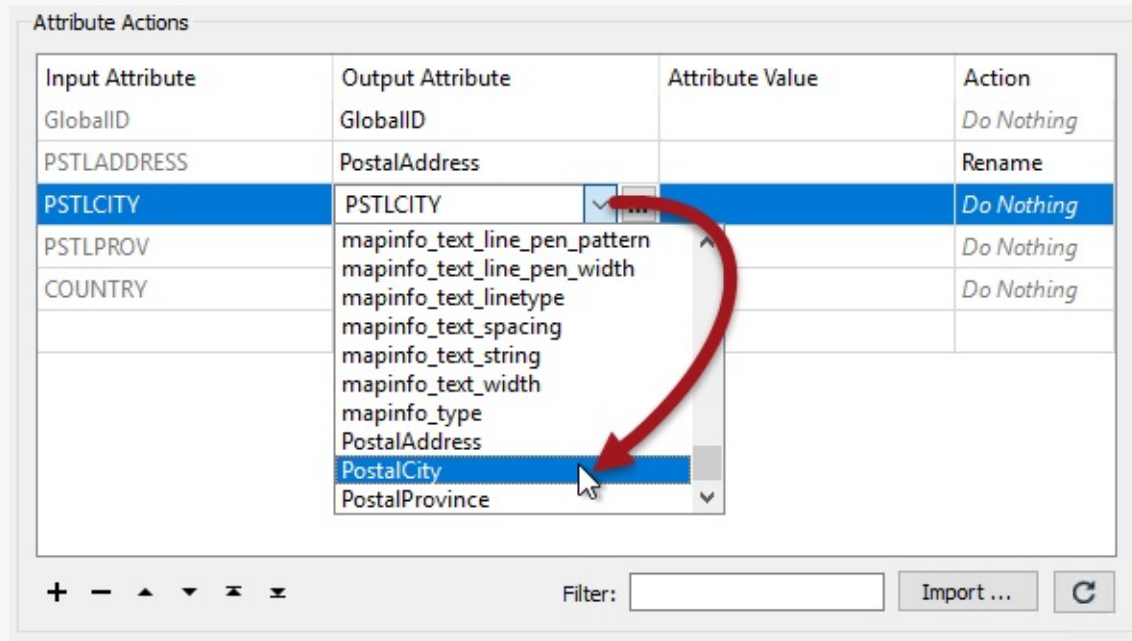 Attribute Actions
Input Attribute Output Attribute Attribute Value Action
GlobalID GlobalID Do Nothing
PSTLADDRESS PostalAddress Rename
PSTLCITY PSTLCITY ... Do Nothing
PSTLPROV Do Nothing
COUNTRY Do Nothing
mapinfo_text_line_pen_pattern
mapinfo_text_line_pen_width
mapinfo_text_linetype
mapinfo_text_spacing
mapinfo_text_string
mapinfo_text_width
mapinfo_type
PostalAddress
PostalCity
PostalProvince
Filter: Import ...